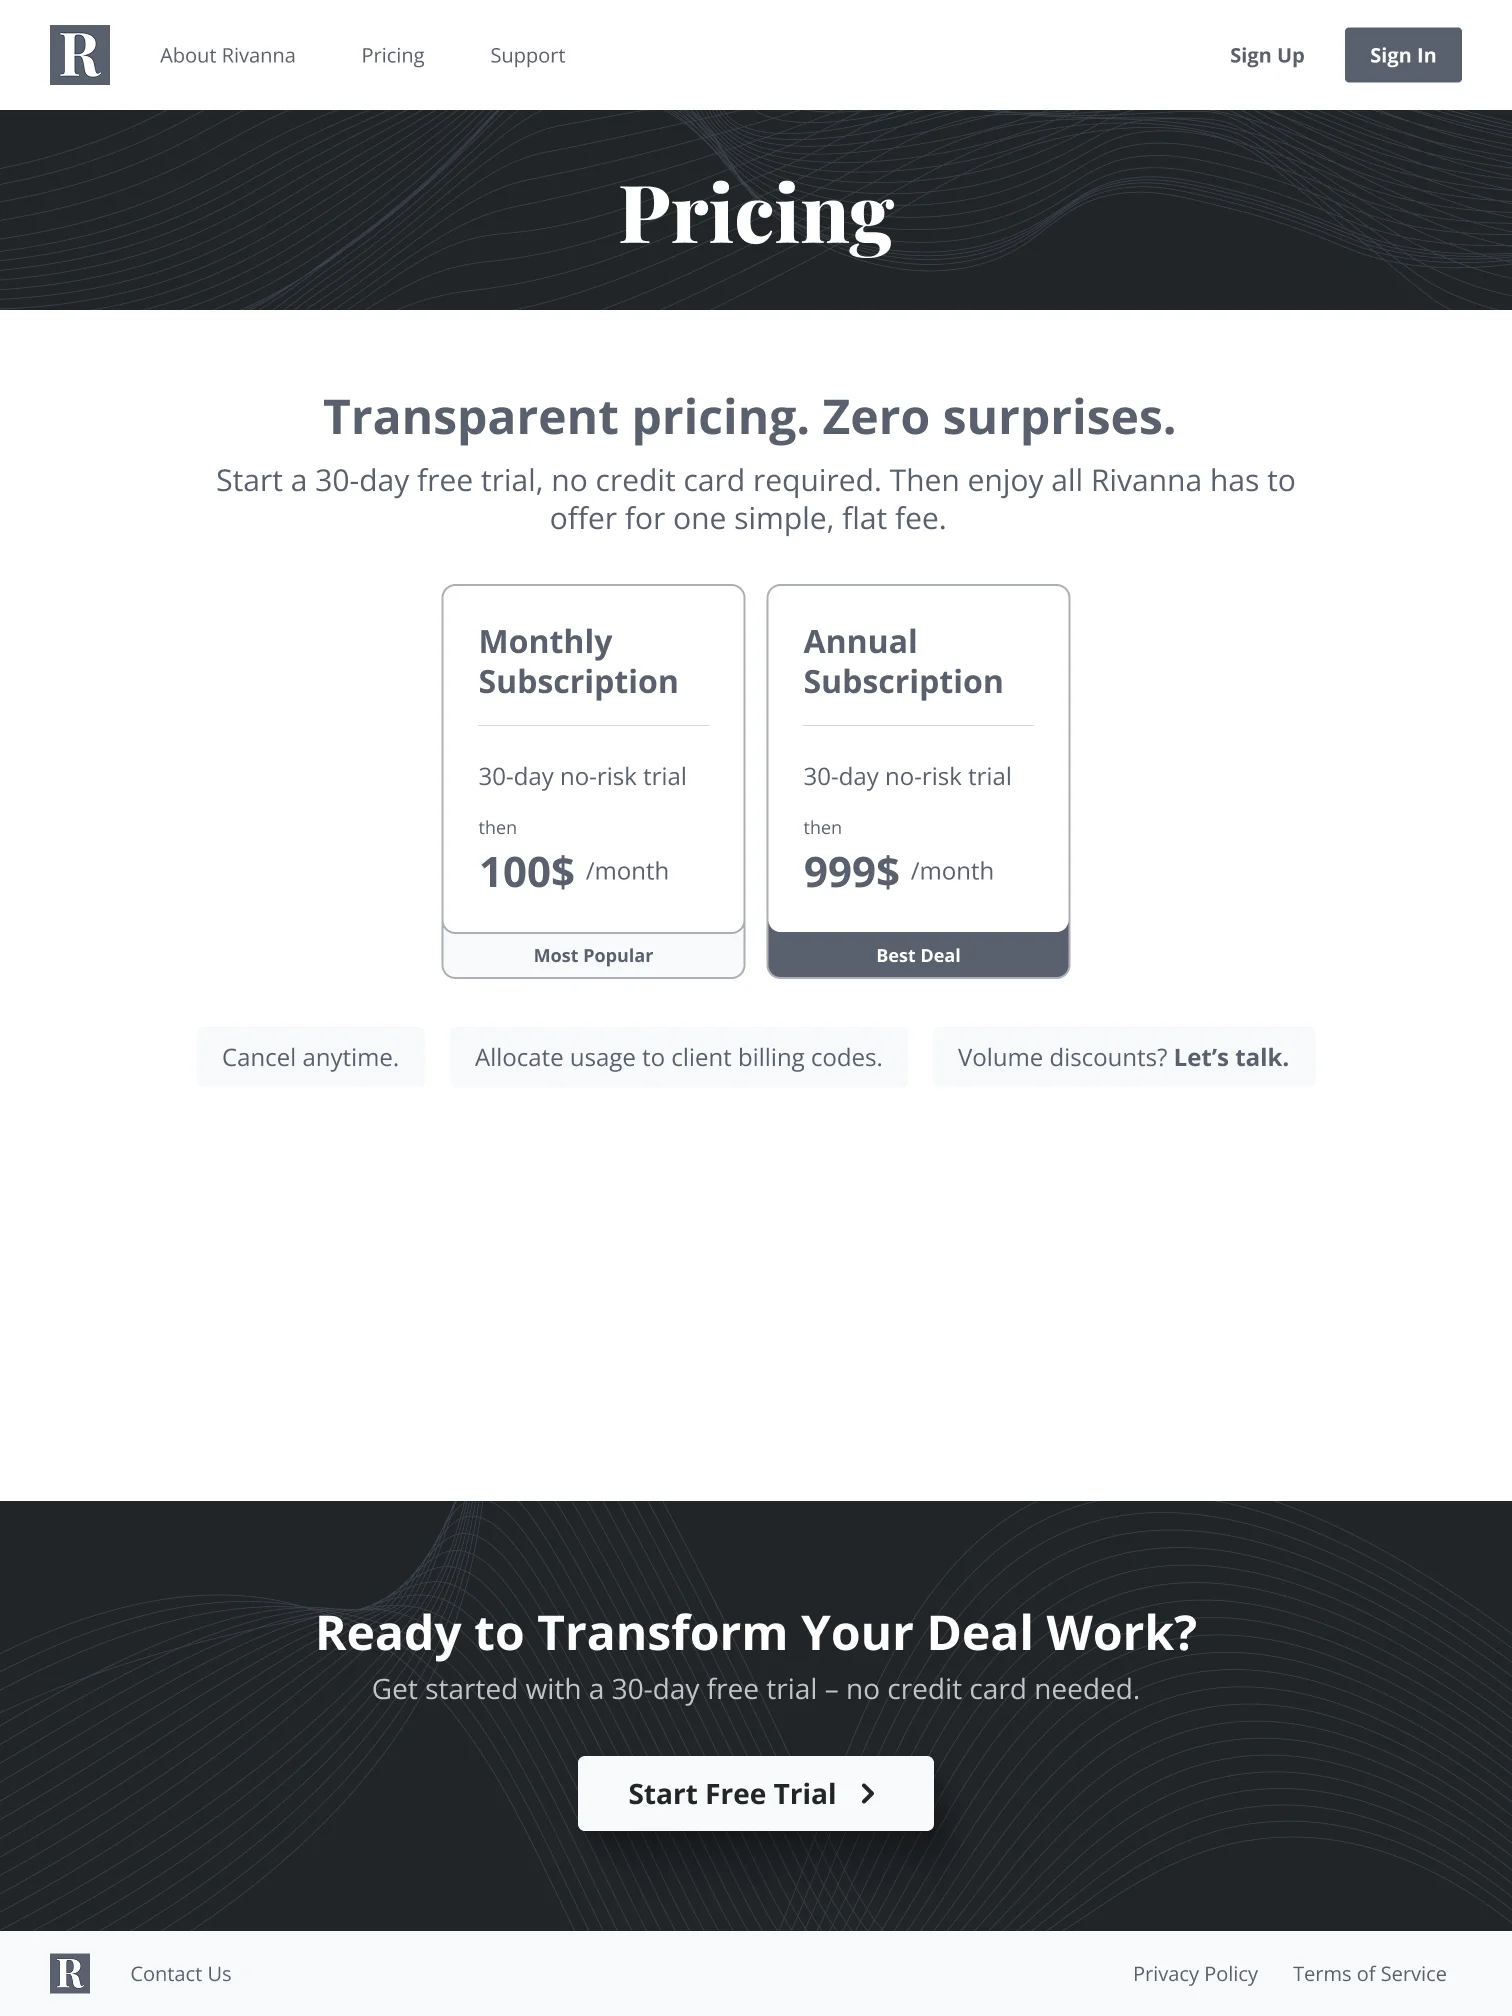 R About Rivanna Pricing Support Sign Up Sign In
Pricing
Transparent pricing. Zero surprises.
Start a 30-day free trial, no credit card required. Then enjoy all Rivanna has to
offer for one simple, flat fee.
Monthly
Subscription
30-day no-risk trial
then
100$ /month
Most Popular
Annual
Subscription
30-day no-risk trial
then
999$ /month
Best Deal
Cancel anytime.
Allocate usage to client billing codes.
Volume discounts? Let’s talk.
Ready to Transform Your Deal Work?
Get started with a 30-day free trial – no credit card needed.
Start Free Trial
R Contact Us Privacy Policy Terms of Service